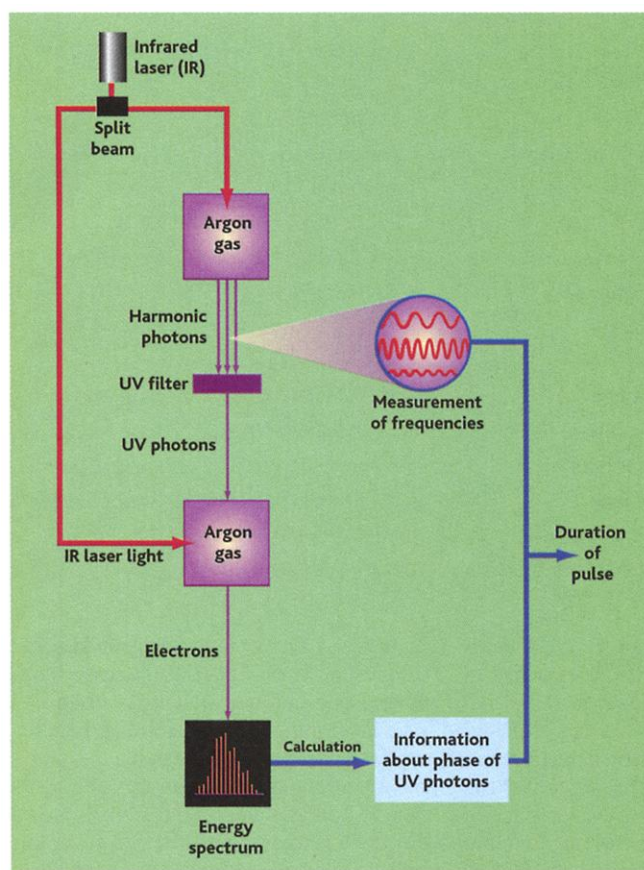 Infrared
laser (IR)
Split
beam
Argon
gas
Harmonic
photons
UV filter
Measurement
of frequencies
UV photons
Argon
gas
IR laser light
Duration
of
pulse
Electrons
Calculation
Information
about phase of
UV photons
Energy
spectrum